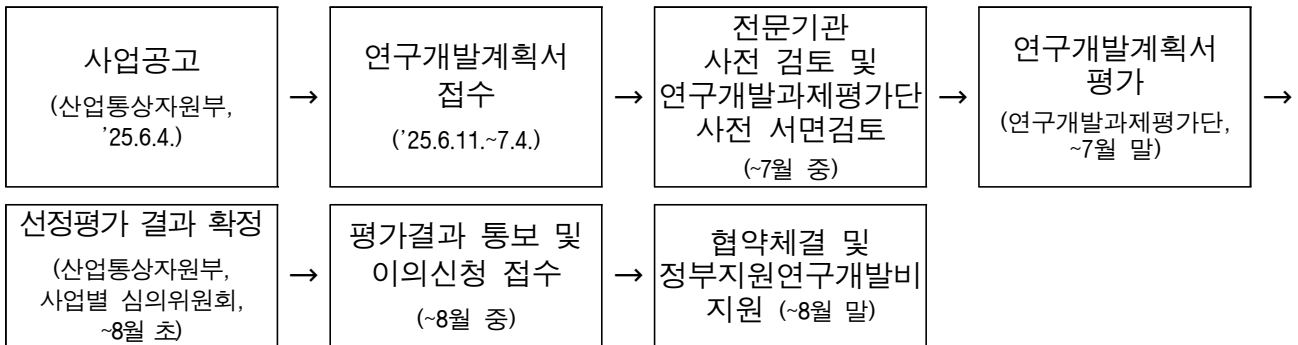 사업공고
(산업통상자원부,
'25.6.4.)
→
연구개발계획서
접수
('25.6.11.~7.4.)
→
전문기관
사전 검토 및
연구개발과제평가단
사전 서면검토
(~7월 중)
→
연구개발계획서
평가
(연구개발과제평가단,
~7월 말)
→
선정평가 결과 확정
(산업통상자원부,
사업별 심의위원회,
~8월 초)
→
평가결과 통보 및
이의신청 접수
(~8월 중)
→
협약체결 및
정부지원연구개발비
지원 (~8월 말)